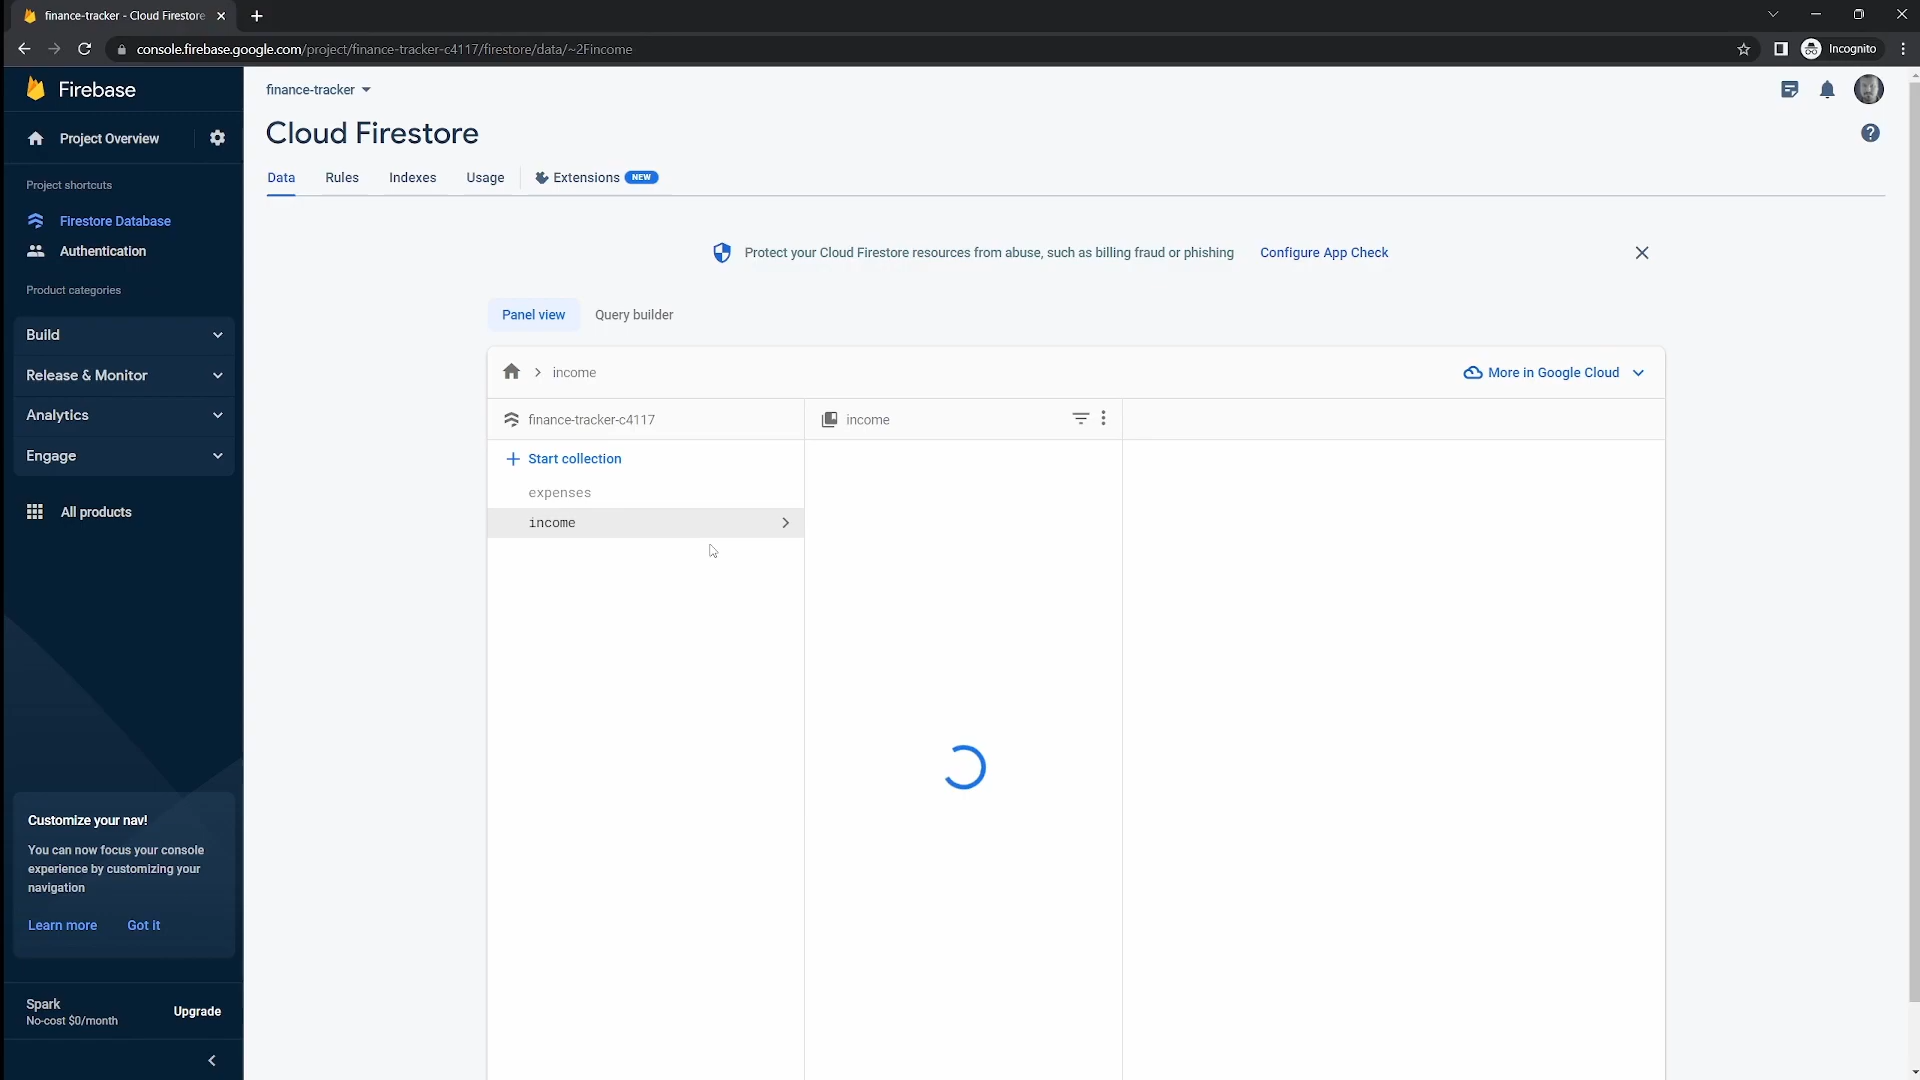 finance-tracker - Cloud Firestore
console.firebase.google.com/project/finance-tracker-c4117/firestore/data/~2Fincome
Incognito
Firebase
Project Overview
Project shortcuts
Firestore Database
Authentication
Product categories
Build
Release & Monitor
Analytics
Engage
All products
Customize your nav!
You can now focus your console
experience by customizing your
navigation
Learn more Got it
Spark
No-cost $0/month
Upgrade
finance-tracker
Cloud Firestore
Data Rules Indexes Usage Extensions NEW
Protect your Cloud Firestore resources from abuse, such as billing fraud or phishing Configure App Check
Panel view Query builder
income
More in Google Cloud
finance-tracker-c4117
income
Start collection
expenses
income